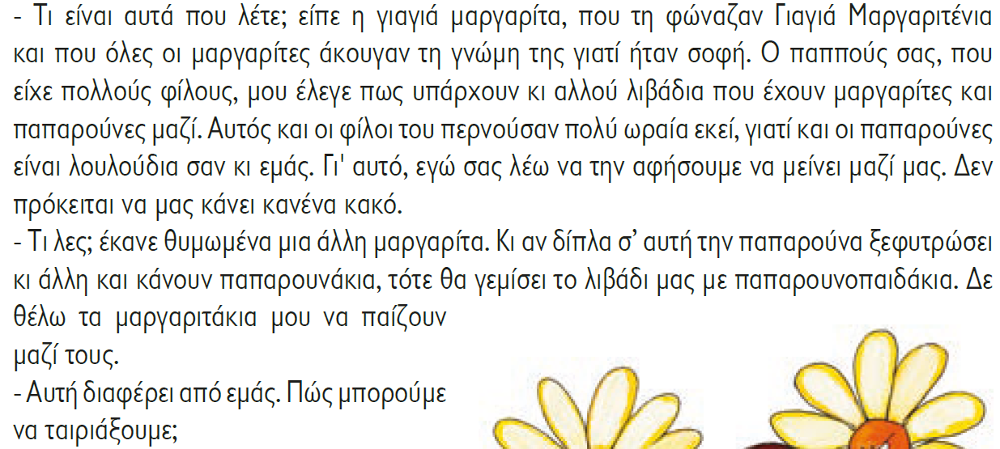 - Τι είναι αυτά που λέτε; είπε η γιαγιά μαργαρίτα, που τη φώναζαν Γιαγιά Μαργαριτένια
και που όλες οι μαργαρίτες άκουγαν τη γνώμη της γιατί ήταν σοφή. Ο παππούς σας, που
είχε πολλούς φίλους, μου έλεγε πως υπάρχουν κι αλλού λιβάδια που έχουν μαργαρίτες και
παπαρούνες μαζί. Αυτός και οι φίλοι του περνούσαν πολύ ωραία εκεί, γιατί και οι παπαρούνες
είναι λουλούδια σαν κι εμάς. Γι' αυτό, εγώ σας λέω να την αφήσουμε να μείνει μαζί μας. Δεν
πρόκειται να μας κάνει κανένα κακό.
- Τι λες; έκανε θυμωμένα μια άλλη μαργαρίτα. Κι αν δίπλα σ’ αυτή την παπαρούνα ξεφυτρώσει
κι άλλη και κάνουν παπαρουνάκια, τότε θα γεμίσει το λιβάδι μας με παπαρουνοπαιδάκια. Δε
θέλω τα μαργαριτάκια μου να παίζουν
μαζί τους.
- Αυτή διαφέρει από εμάς. Πώς μπορούμε
να ταιριάξουμε;